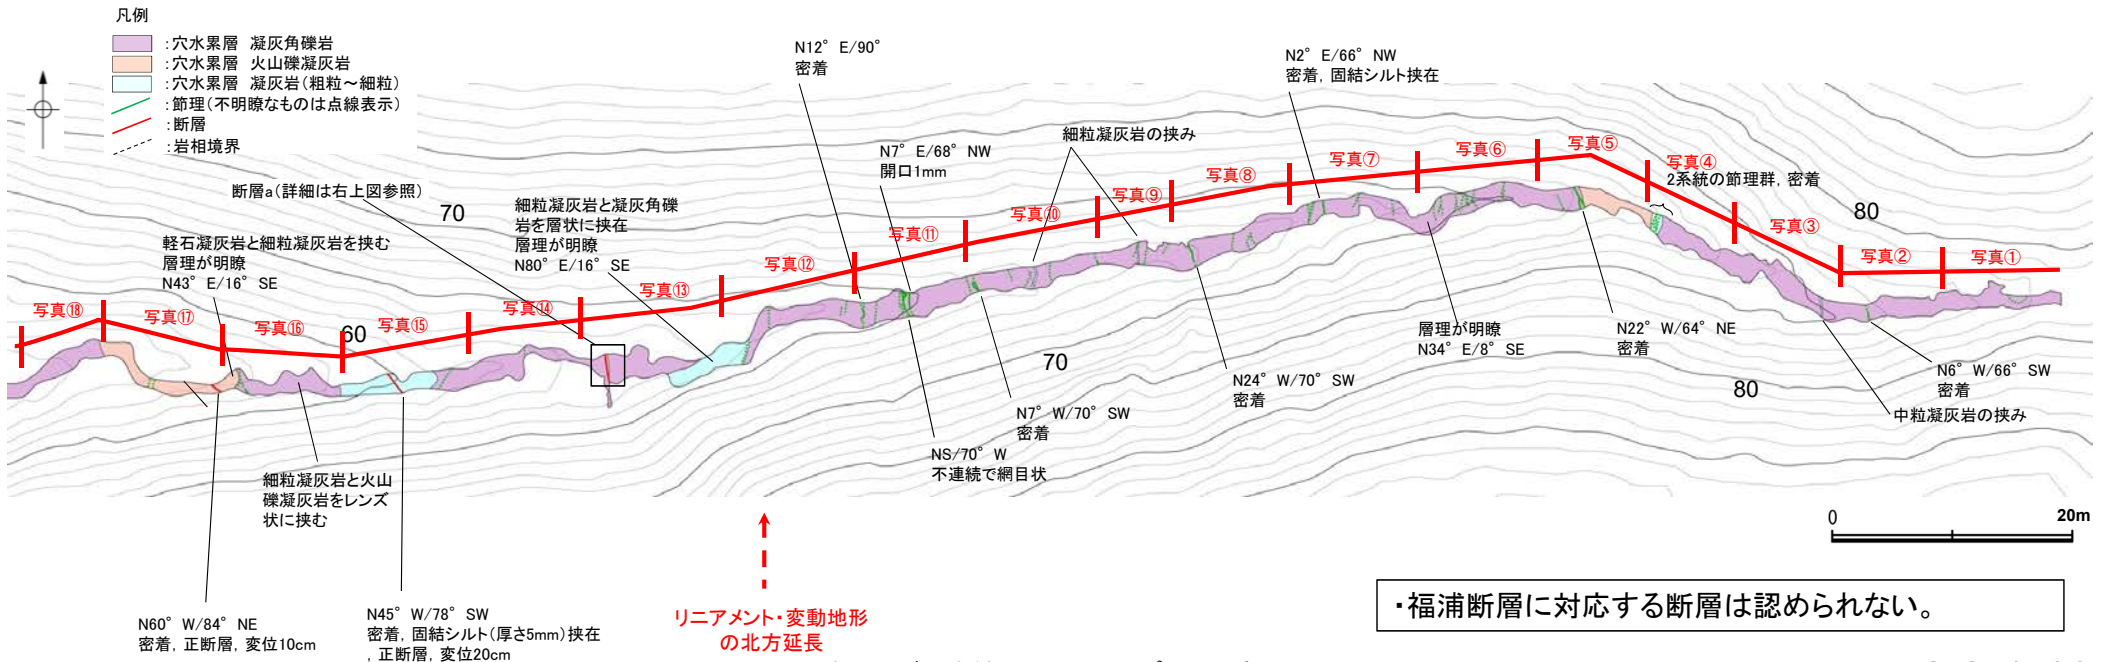 凡例
:穴水累層 凝灰角礫岩
:穴水累層 火山礫凝灰岩
:穴水累層 凝灰岩(粗粒～細粒)
:節理(不明瞭なものは点線表示)
:断層
:岩相境界
N12° E/90°
密着
N2° E/66° NW
密着, 固結シルト挟在
細粒凝灰岩の挟み
N7° E/68° NW
開口1mm
断層a(詳細は右上図参照)
70
細粒凝灰岩と凝灰角礫
岩を層状に挟在
層理が明瞭
N80° E/16° SE
軽石凝灰岩と細粒凝灰岩を挟む
層理が明瞭
N43° E/16° SE
写真⑱
写真⑰
写真⑯
60
写真⑮
写真⑭
写真⑬
写真⑫
写真⑪
写真⑩
写真⑨
写真⑧
写真⑦
写真⑥
写真⑤
写真④
2系統の節理群, 密着
写真③
80
写真②
写真①
70
80
層理が明瞭
N34° E/8° SE
N22° W/64° NE
密着
N6° W/66° SW
密着
中粒凝灰岩の挟み
N24° W/70° SW
密着
N7° W/70° SW
密着
NS/70° W
不連続で網目状
細粒凝灰岩と火山
礫凝灰岩をレンズ
状に挟む
N60° W/84° NE
密着, 正断層, 変位10cm
N45° W/78° SW
密着, 固結シルト(厚さ5mm)挟在
, 正断層, 変位20cm
リニアメント・変動地形
の北方延長
0
20m
・福浦断層に対応する断層は認められない。